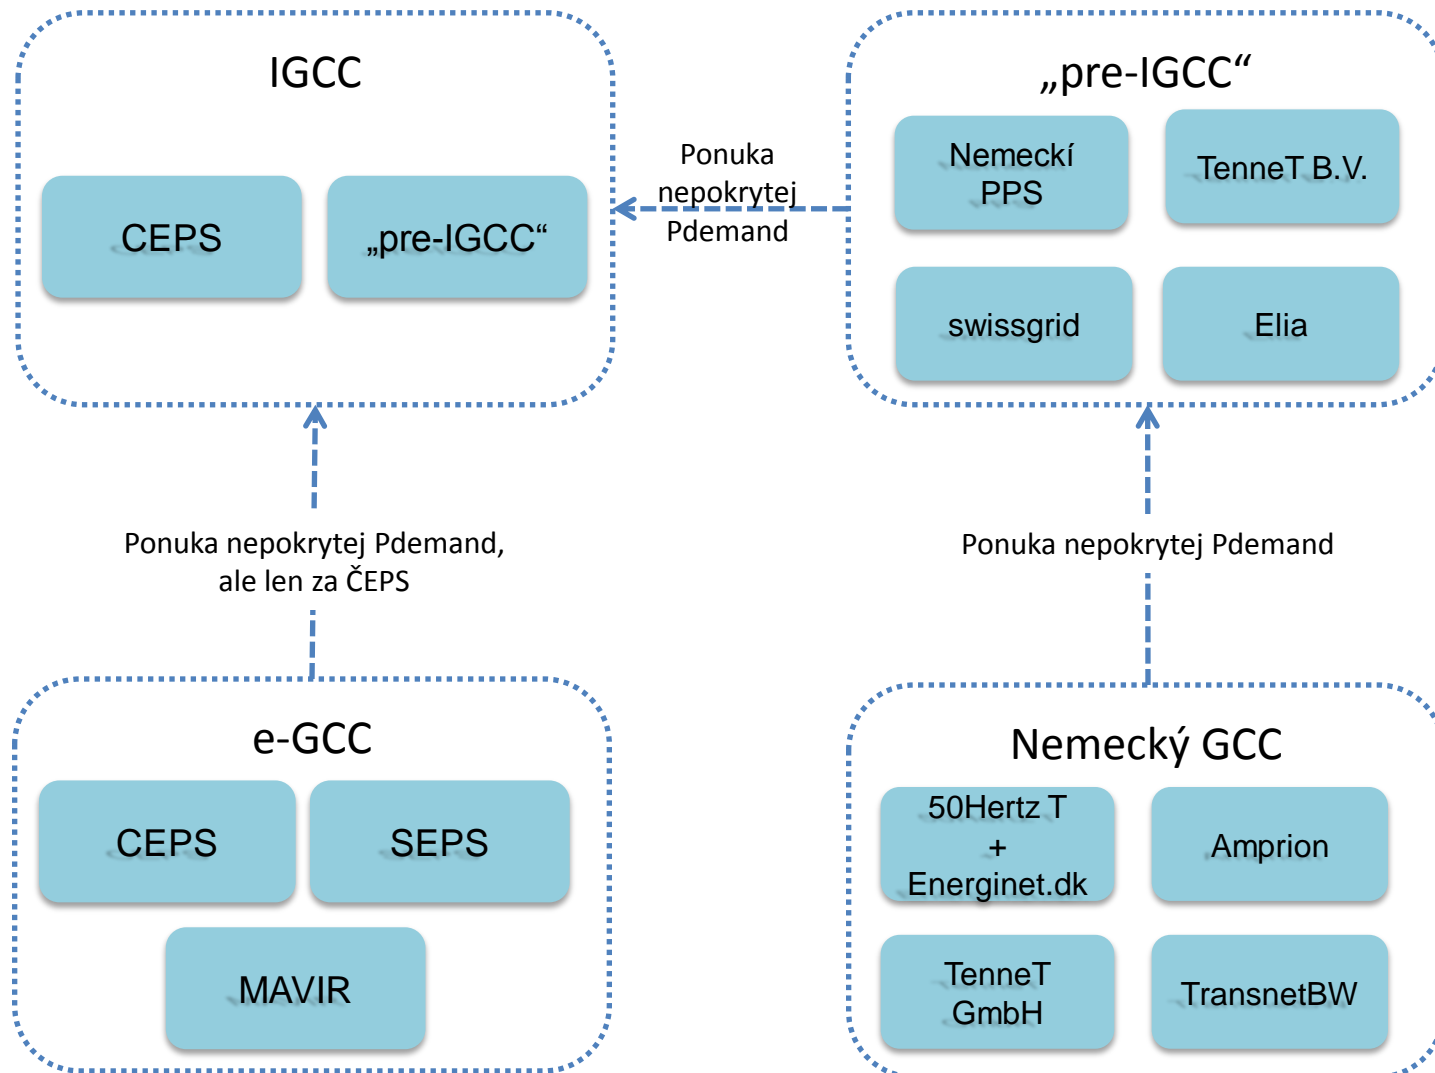 IGCC
CEPS
„pre-IGCC“
Ponuka
nepokrytej
Pdemand
„pre-IGCC“
Nemeckí
PPS
TenneT B.V.
swissgrid
Elia
Ponuka nepokrytej Pdemand,
ale len za ČEPS
Ponuka nepokrytej Pdemand
e-GCC
CEPS
SEPS
MAVIR
Nemecký GCC
50Hertz T
+
Energinet.dk
Amprion
TenneT
GmbH
TransnetBW